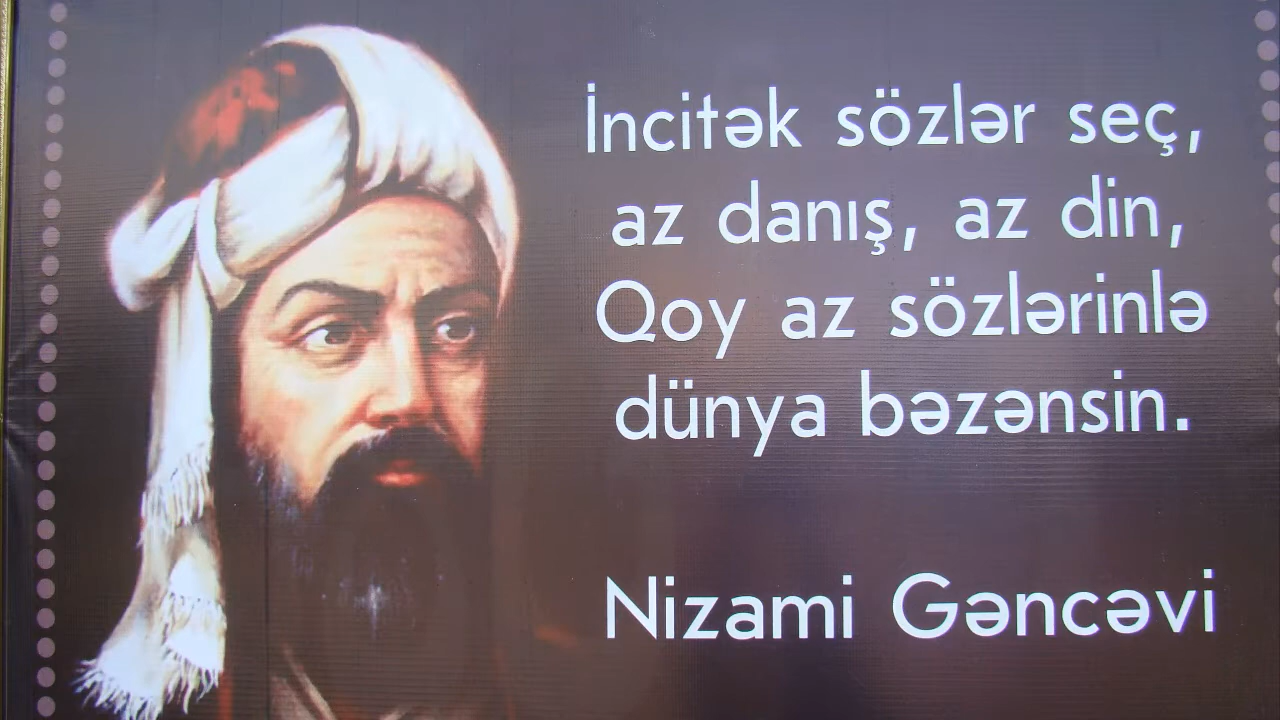 İncitək sözlər seç,
az danış, az din,
Qoy az sözlərinlə
dünya bəzənsin.
Nizami Gəncəvi